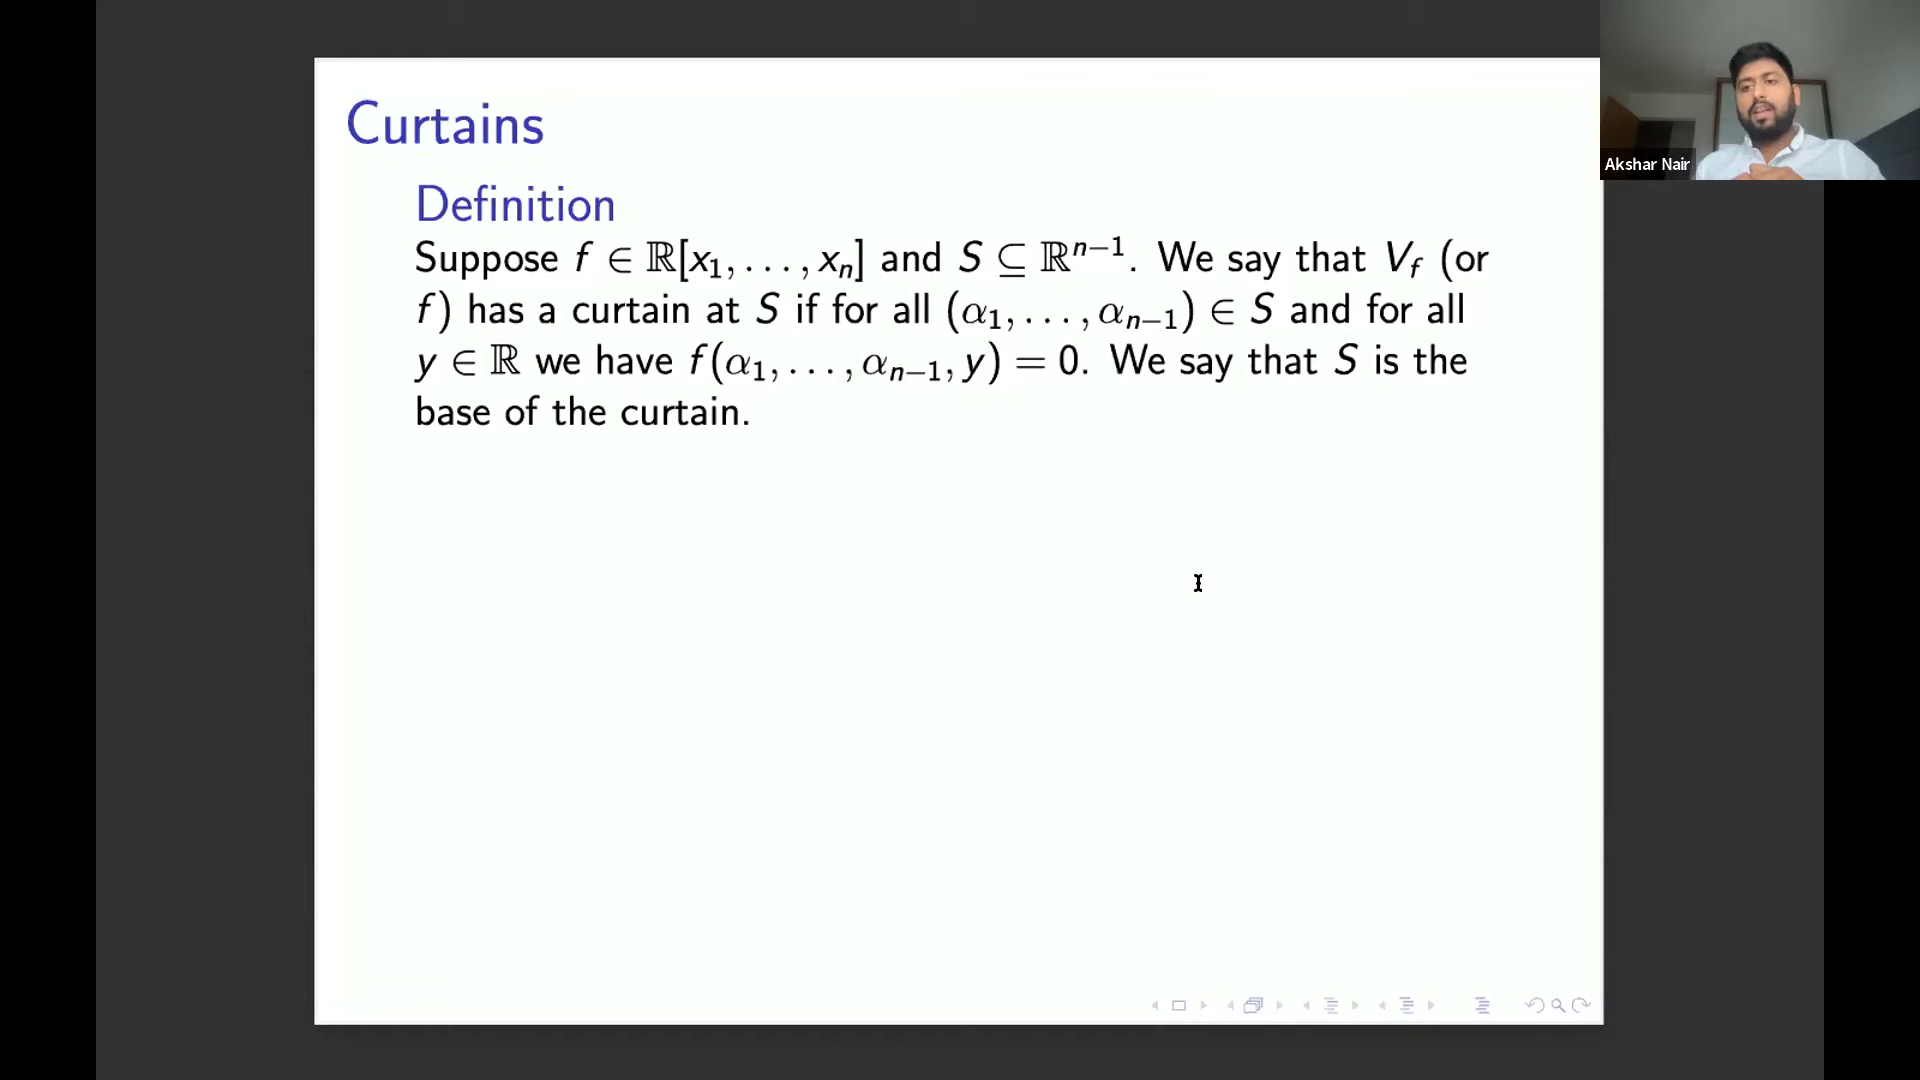 Curtains
Definition
Suppose f ∈ ℝ[x₁, . . . , xₙ] and S ⊆ ℝⁿ⁻¹. We say that V_f (or
f) has a curtain at S if for all (α₁, . . . , αₙ₋₁) ∈ S and for all
y ∈ ℝ we have f(α₁, . . . , αₙ₋₁, y) = 0. We say that S is the
base of the curtain.
Akshar Nair